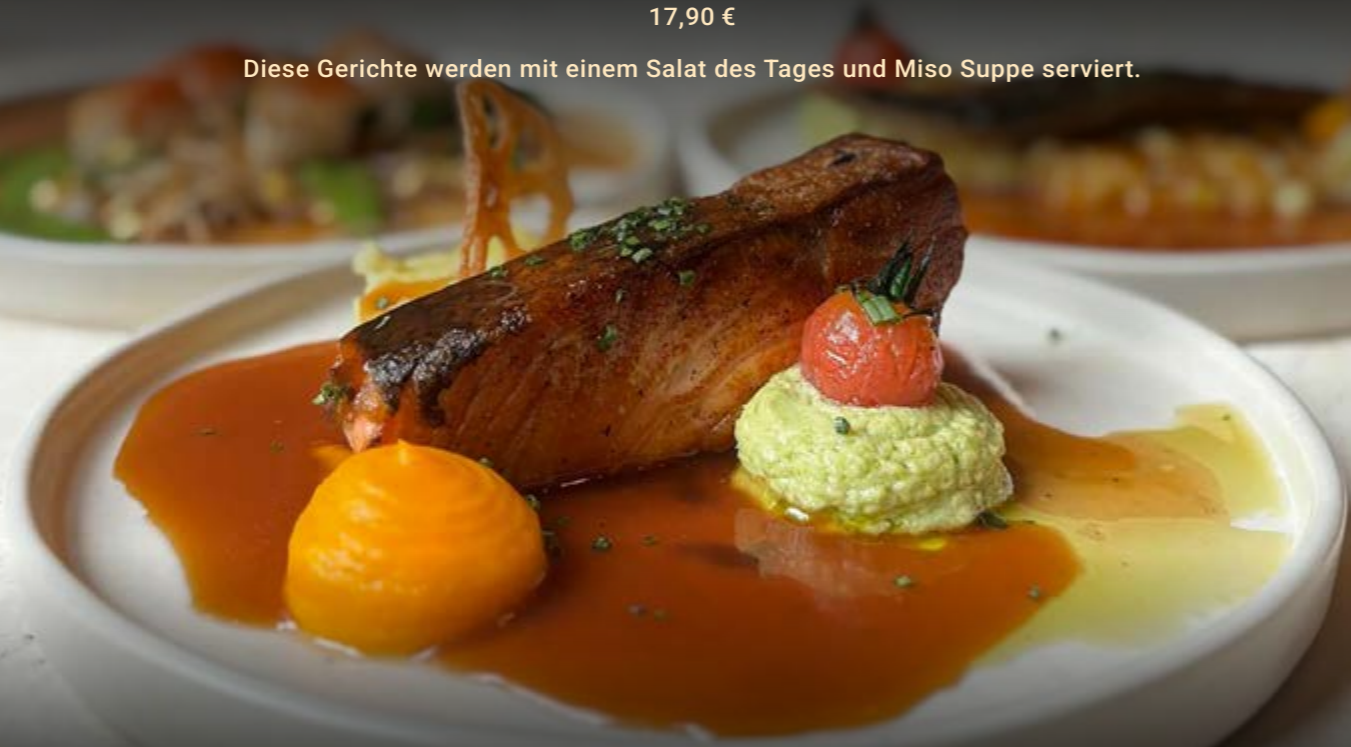 17,90 €
Diese Gerichte werden mit einem Salat des Tages und Miso Suppe serviert.